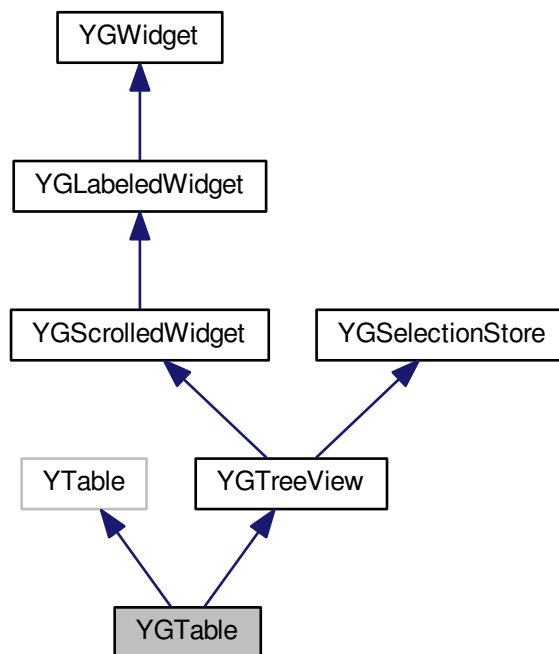 YGWidget
YGLabeledWidget
YGScrolledWidget
YGSelectionStore
YTable
YGTreeView
YGTable